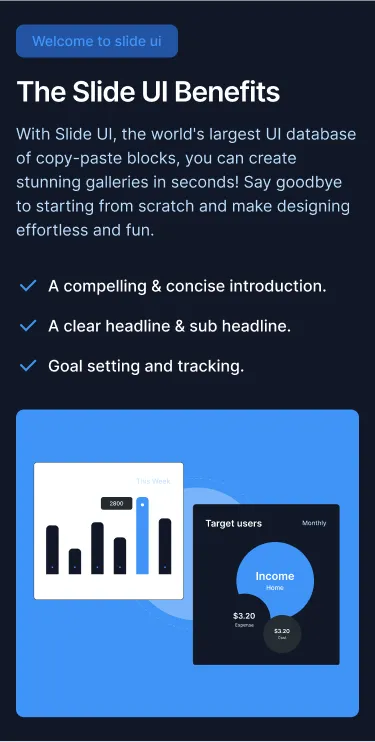 Welcome to slide ui
The Slide UI Benefits
With Slide UI, the world's largest UI database
of copy-paste blocks, you can create
stunning galleries in seconds! Say goodbye
to starting from scratch and make designing
effortless and fun.
A compelling & concise introduction.
A clear headline & sub headline.
Goal setting and tracking.
This Week
2800
Target users
Monthly
Income
Home
$3.20
Expense
$3.20
Cost